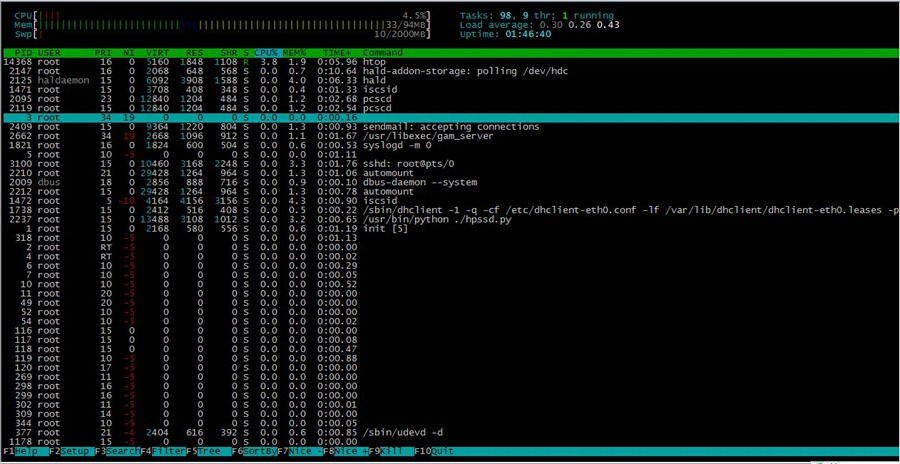 CPU[||| 4.5%] Tasks: 98, 9 thr; 1 running
Mem[|||||||||||||||||||||||||||||||||||||||||||||||||33/94MB] Load average: 0.30 0.26 0.43
Swp[| 10/2000MB] Uptime: 01:46:40
PID USER PRI NI VIRT RES SHR S CPU% MEM% TIME+ Command
14368 root 16 0 5160 1848 1108 R 3.8 1.9 0:05.96 htop
2147 root 16 0 2068 648 568 S 0.0 0.7 0:10.64 hald-addon-storage: polling /dev/hdc
2125 haldaemon 15 0 6092 3908 1588 S 0.0 4.0 0:06.33 hald
1471 root 15 0 3708 408 348 S 0.0 0.4 0:01.33 iscsid
2095 root 23 0 12840 1204 484 S 0.0 1.2 0:02.68 pcscd
2119 root 15 0 12840 1204 484 S 0.0 1.2 0:02.54 pcscd
3 root 34 19 0 0 0 S 0.0 0.0 0:00.16
2409 root 15 0 9364 1220 804 S 0.0 1.3 0:00.93 sendmail: accepting connections
2662 root 34 19 2668 1096 912 S 0.0 1.1 0:01.67 /usr/libexec/gam_server
1821 root 16 0 1824 600 504 S 0.0 0.6 0:00.53 syslogd -m 0
5 root 10 -5 0 0 0 S 0.0 0.0 0:01.11
3100 root 15 0 10460 3168 2248 S 0.0 3.3 0:01.76 sshd: root@pts/0
2210 root 21 0 29428 1264 964 S 0.0 1.3 0:01.06 automount
2209 dbus 18 0 2856 888 716 S 0.0 0.9 0:00.10 dbus-daemon --system
2212 root 15 0 29428 1264 964 S 0.0 1.3 0:00.78 automount
1472 root 5 -10 4164 4156 3156 S 0.0 4.3 0:00.90 iscsid
1739 root 15 0 2412 516 408 S 0.0 0.5 0:00.22 /sbin/dhclient -1 -q -cf /etc/dhclient-eth0.conf -lf /var/lib/dhclient/dhclient-eth0.leases -p
2237 root 15 0 13488 3108 1012 S 0.0 3.2 0:00.65 /usr/bin/python ./hpssd.py
1 root 15 0 2168 580 556 S 0.0 0.6 0:01.19 init [5]
318 root 10 -5 0 0 0 S 0.0 0.0 0:01.13
2 root RT -5 0 0 0 S 0.0 0.0 0:00.00
4 root RT -5 0 0 0 S 0.0 0.0 0:00.02
6 root 10 -5 0 0 0 S 0.0 0.0 0:00.29
7 root 10 -5 0 0 0 S 0.0 0.0 0:00.05
10 root 10 -5 0 0 0 S 0.0 0.0 0:00.52
11 root 20 -5 0 0 0 S 0.0 0.0 0:00.00
49 root 20 -5 0 0 0 S 0.0 0.0 0:00.00
52 root 10 -5 0 0 0 S 0.0 0.0 0:00.00
54 root 10 -5 0 0 0 S 0.0 0.0 0:00.02
116 root 15 0 0 0 0 S 0.0 0.0 0:00.00
117 root 15 0 0 0 0 S 0.0 0.0 0:00.08
118 root 15 0 0 0 0 S 0.0 0.0 0:00.47
119 root 10 -5 0 0 0 S 0.0 0.0 0:00.88
120 root 17 -5 0 0 0 S 0.0 0.0 0:00.00
269 root 11 -5 0 0 0 S 0.0 0.0 0:00.00
298 root 16 -5 0 0 0 S 0.0 0.0 0:00.00
299 root 16 -5 0 0 0 S 0.0 0.0 0:00.00
302 root 11 -5 0 0 0 S 0.0 0.0 0:00.01
309 root 14 -5 0 0 0 S 0.0 0.0 0:00.00
344 root 10 -5 0 0 0 S 0.0 0.0 0:00.05
377 root 21 -4 2404 616 392 S 0.0 0.6 0:00.85 /sbin/udevd -d
1178 root 15 -5 0 0 0 S 0.0 0.0 0:00.00
F1Help F2Setup F3SearchF4FilterF5Tree F6SortByF7Nice -F8Nice +F9Kill F10Quit